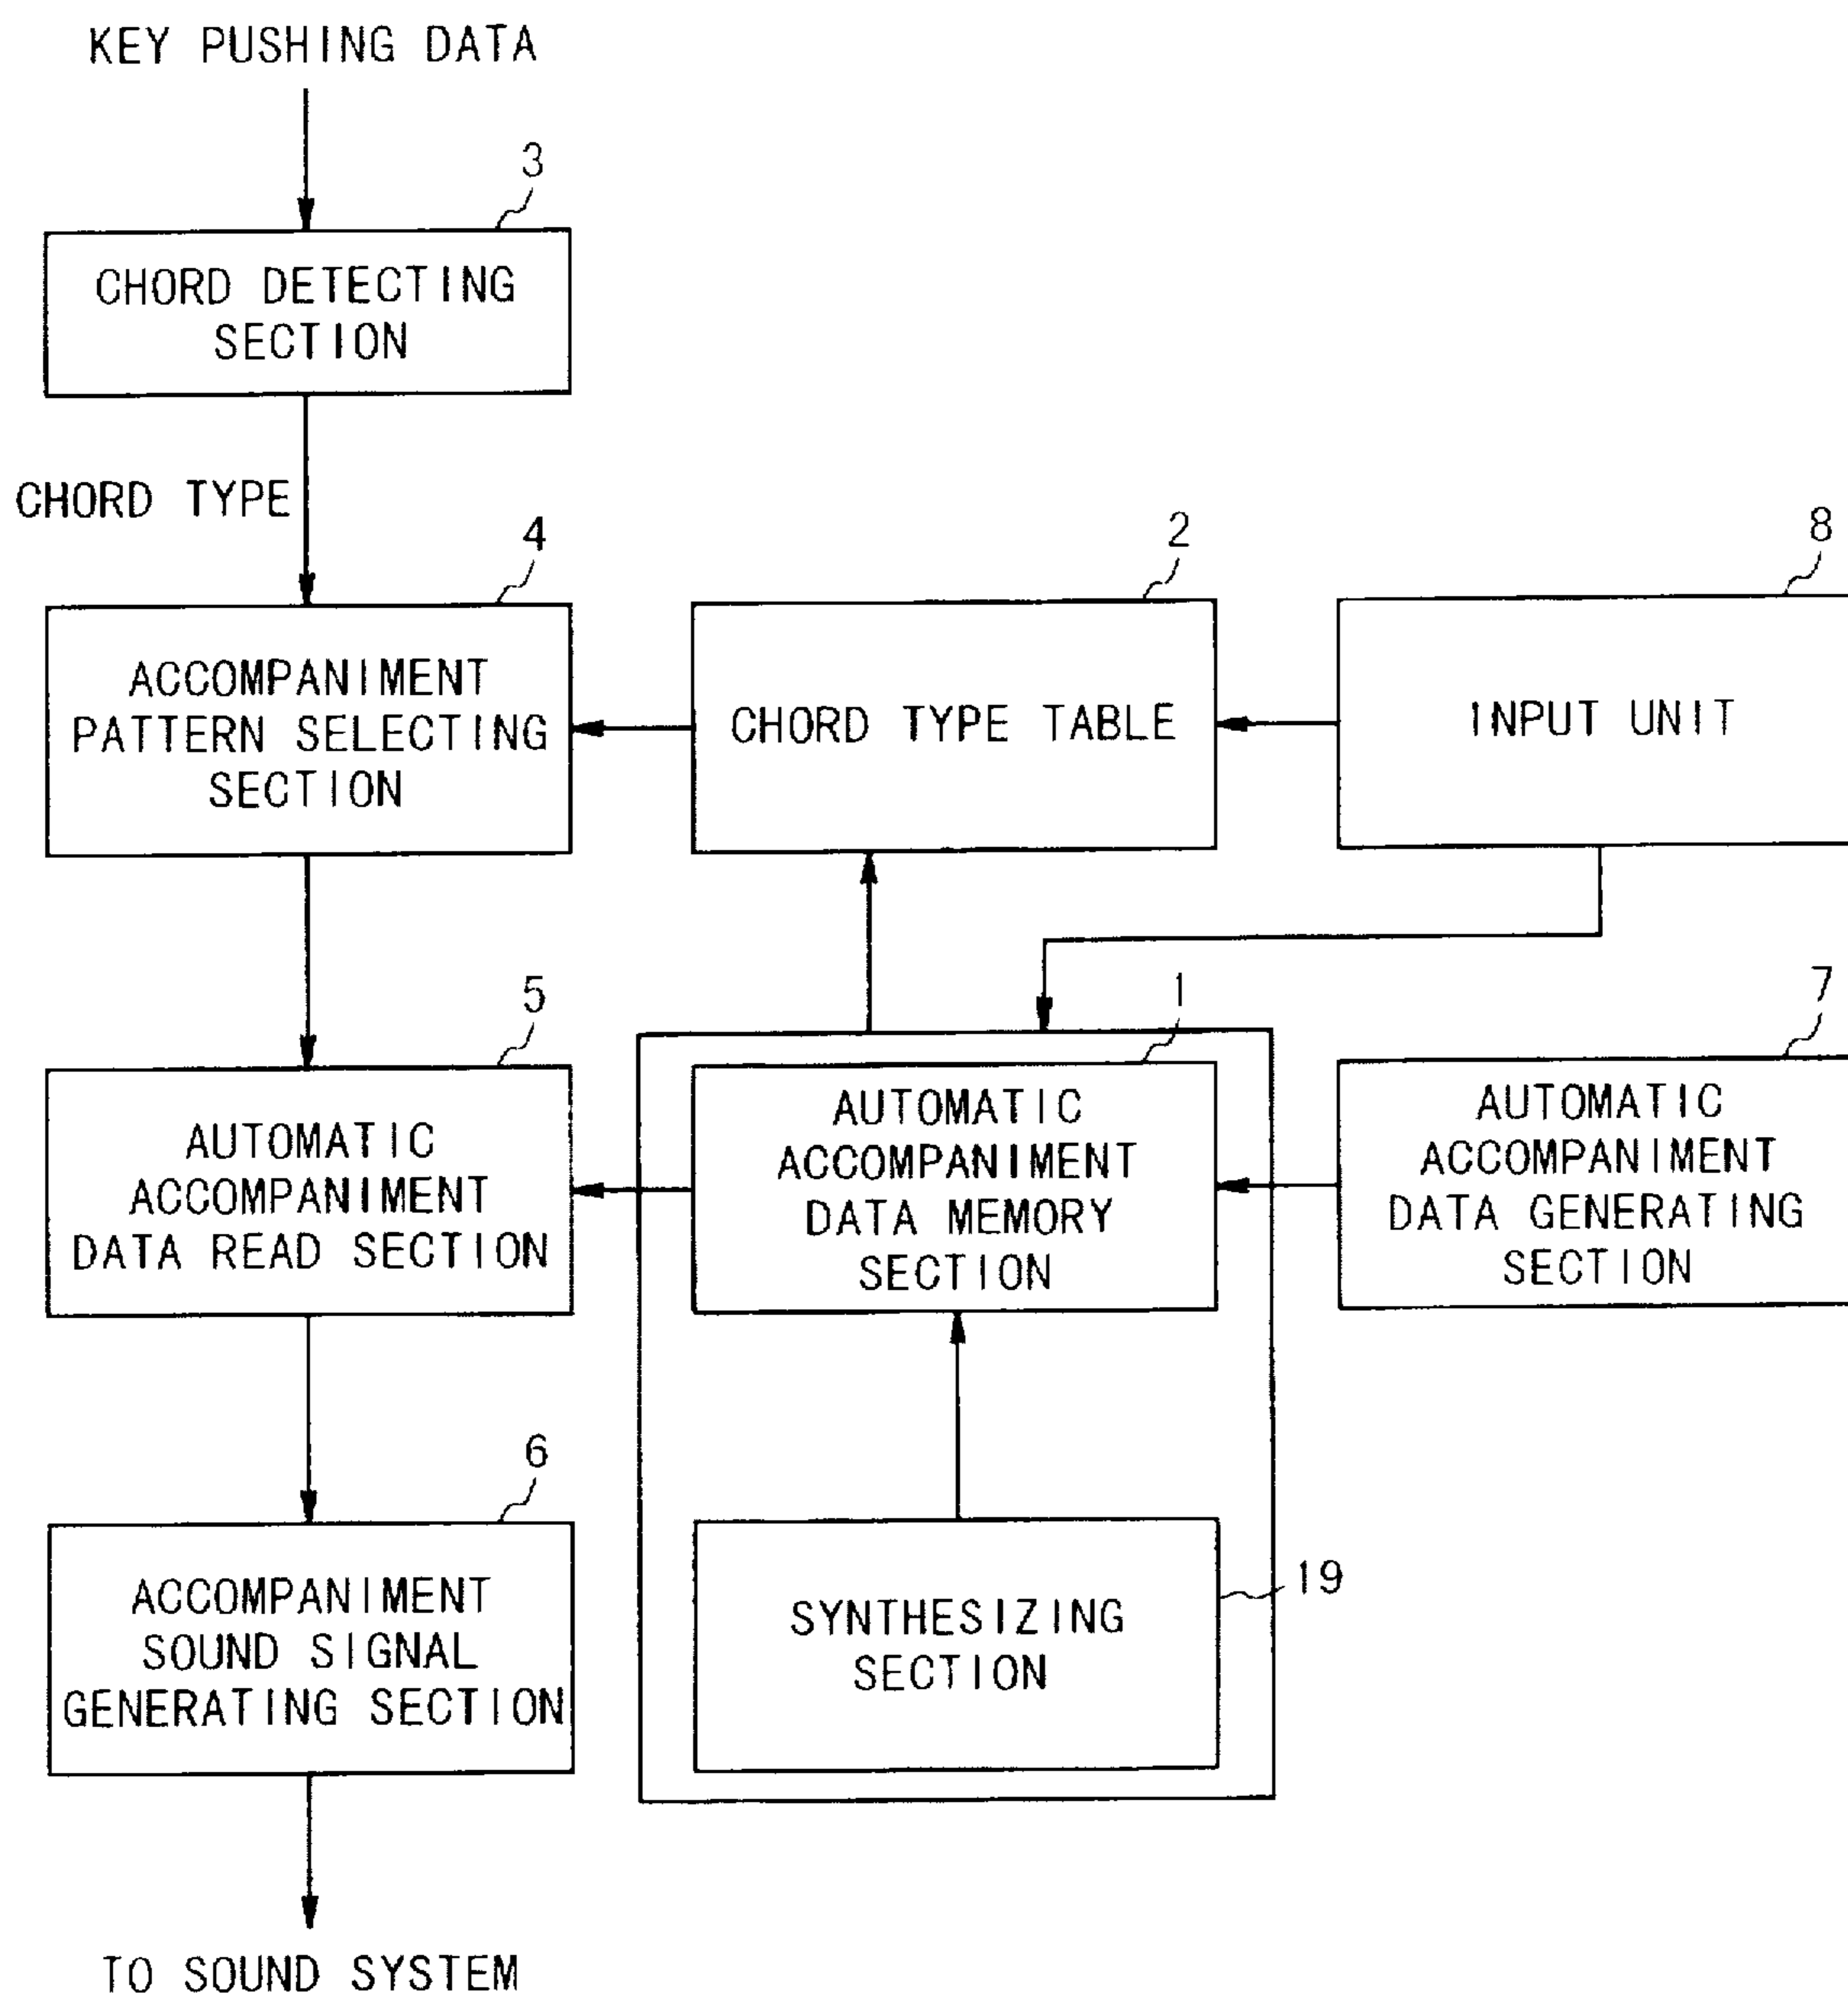 KEY PUSHING DATA
3
CHORD DETECTING
SECTION
CHORD TYPE
4
ACCOMPANIMENT
PATTERN SELECTING
SECTION
2
CHORD TYPE TABLE
8
INPUT UNIT
5
AUTOMATIC
ACCOMPANIMENT
DATA READ SECTION
1
AUTOMATIC
ACCOMPANIMENT
DATA MEMORY
SECTION
7
AUTOMATIC
ACCOMPANIMENT
DATA GENERATING
SECTION
6
ACCOMPANIMENT
SOUND SIGNAL
GENERATING SECTION
19
SYNTHESIZING
SECTION
TO SOUND SYSTEM